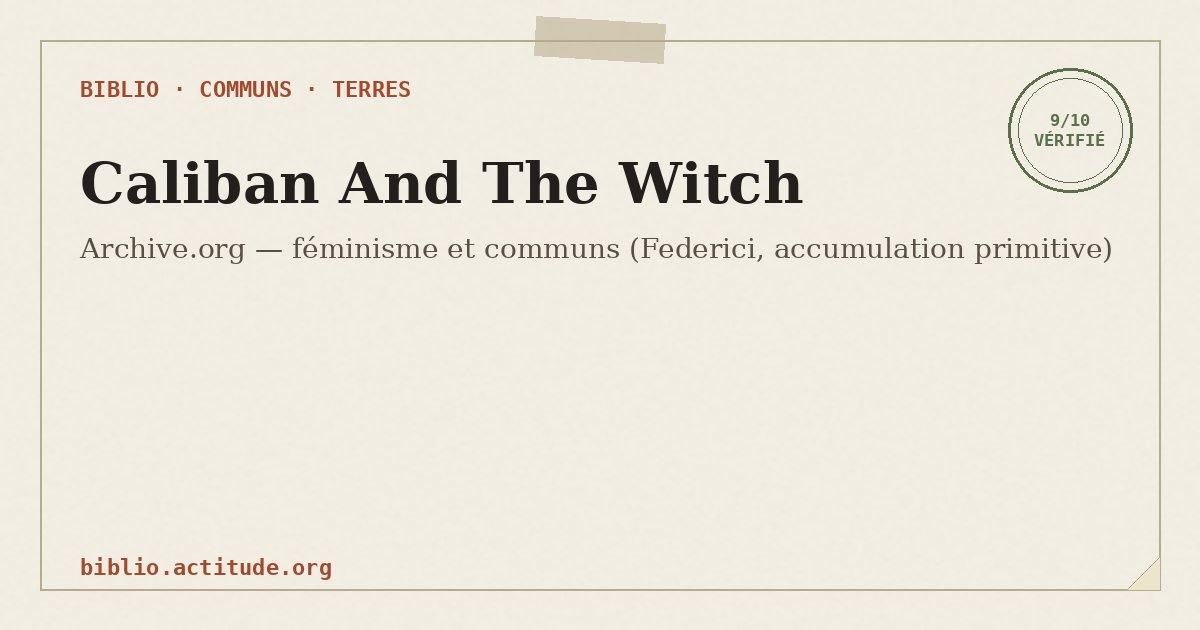 BIBLIO · COMMUNS · TERRES
9/10
VÉRIFIÉ
Caliban And The Witch
Archive.org — féminisme et communs (Federici, accumulation primitive)
biblio.actitude.org